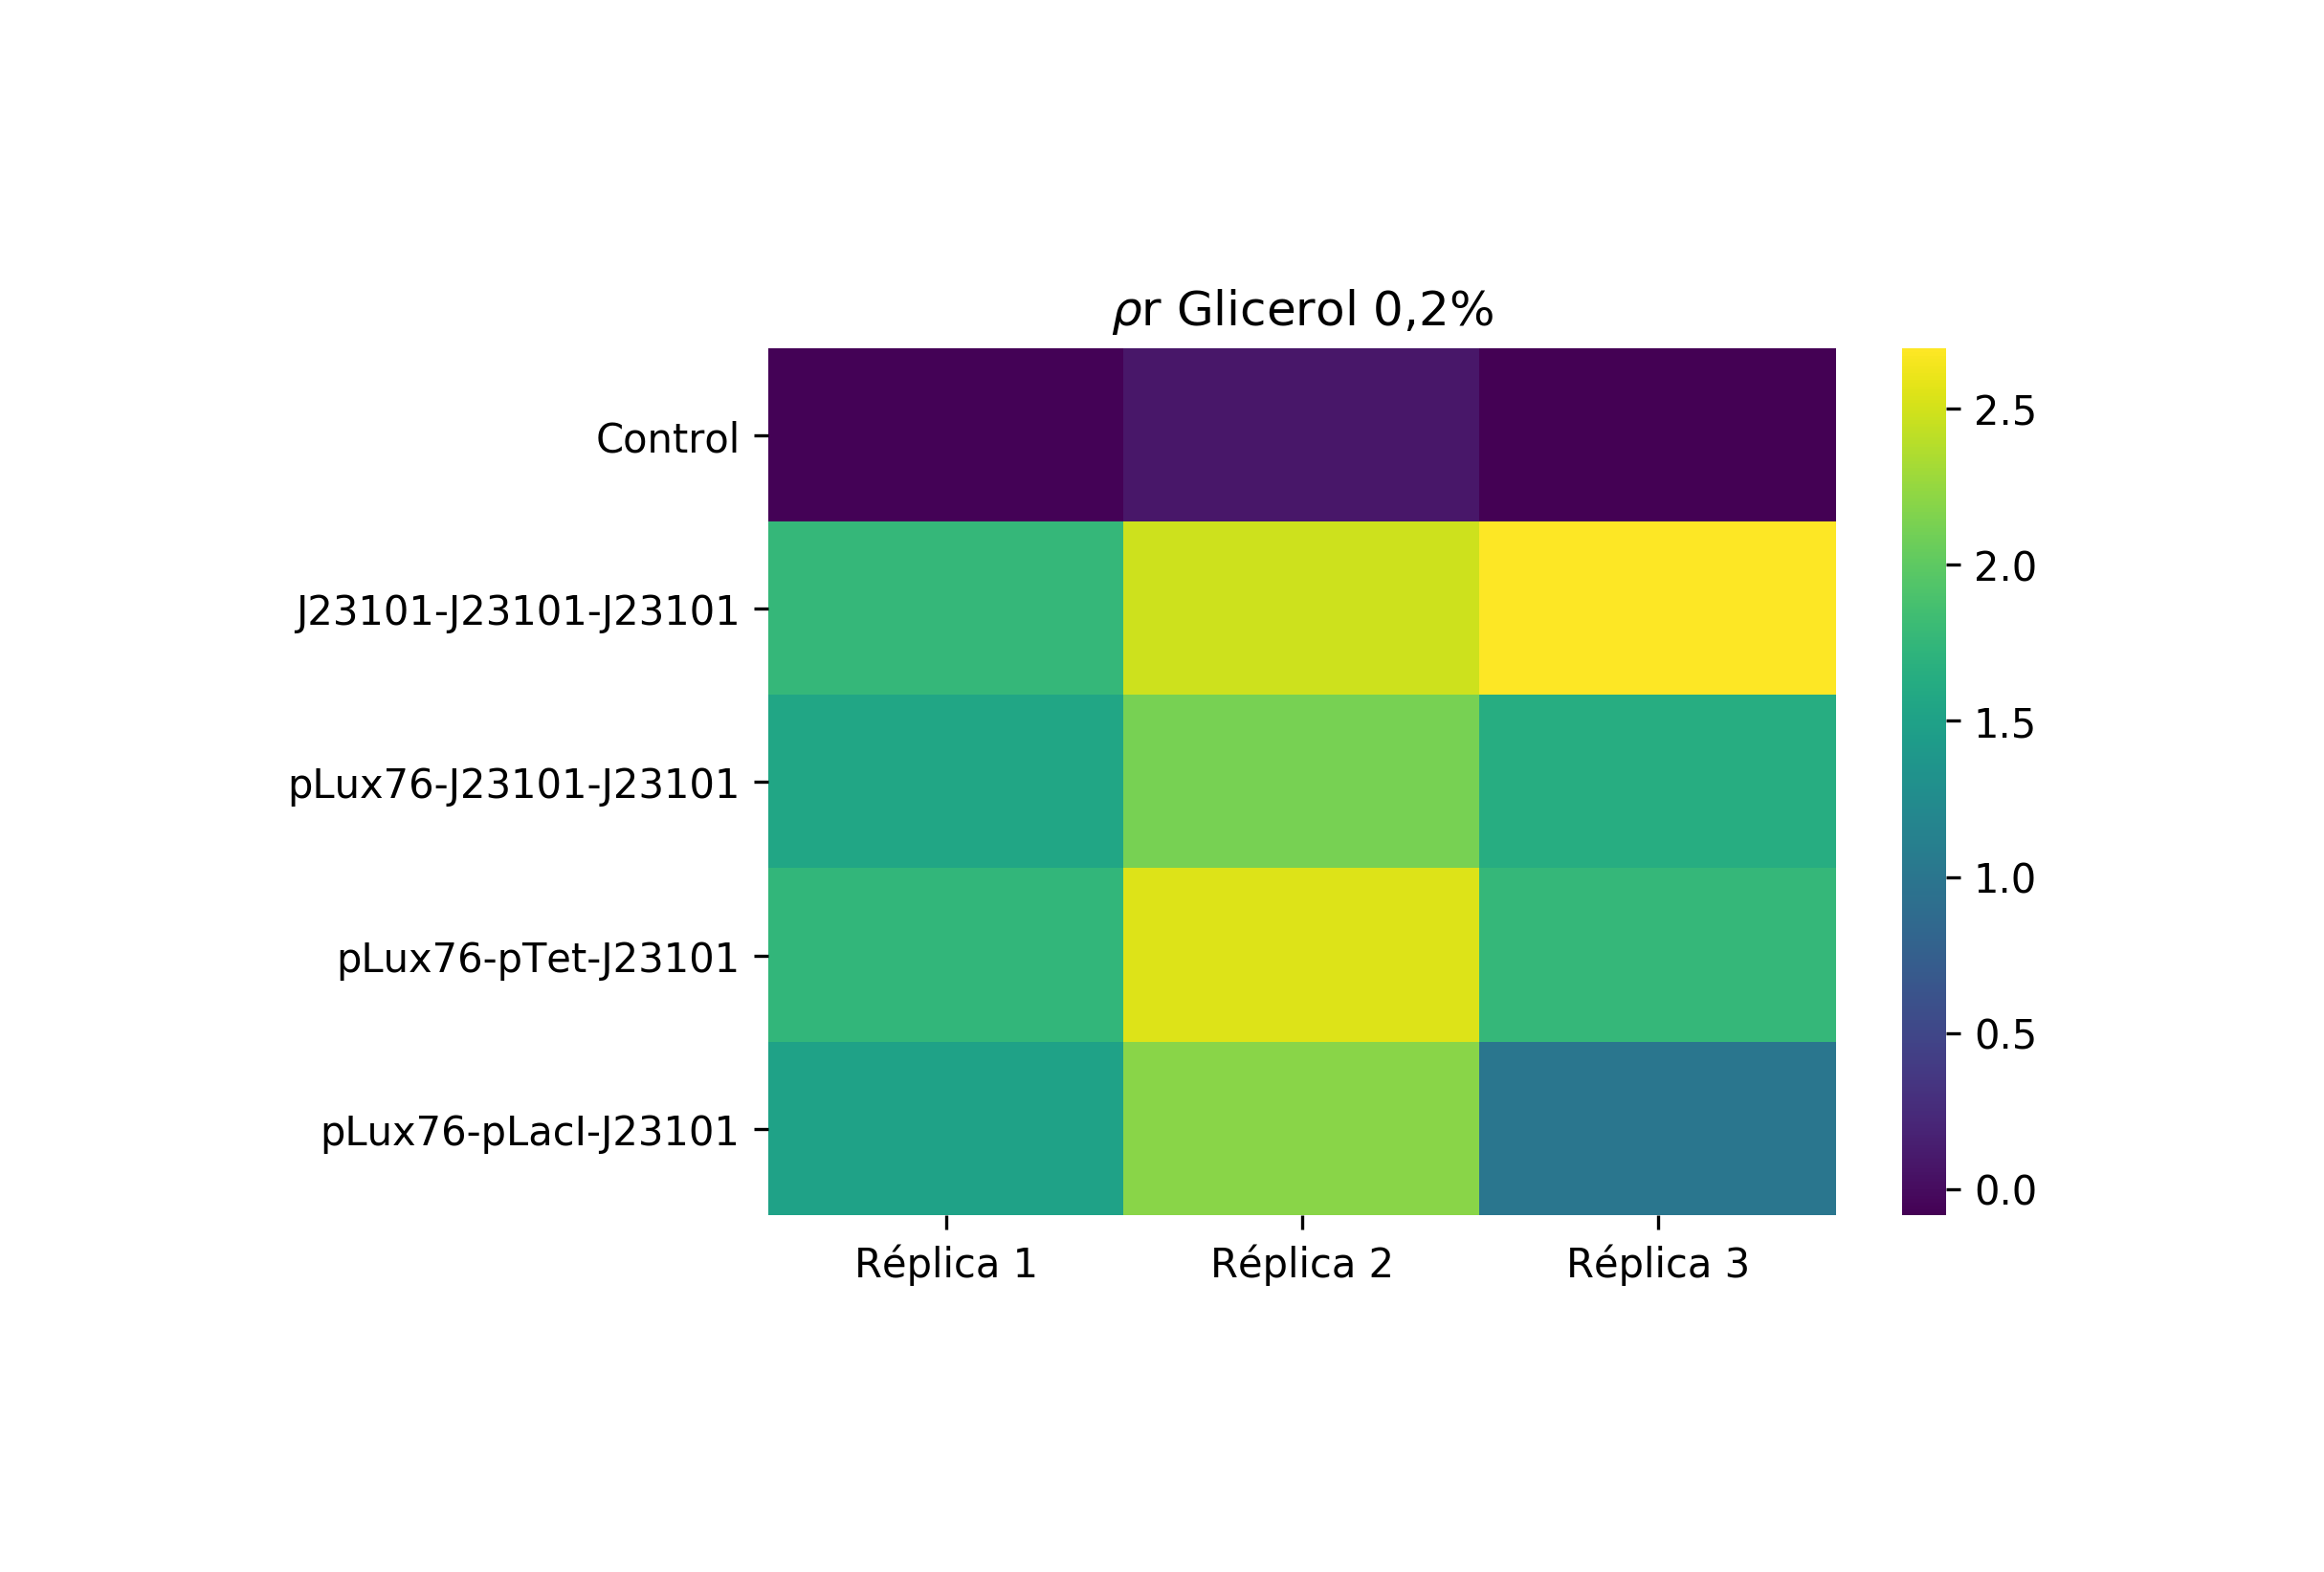 ρr Glicerol 0,2%
Control
J23101-J23101-J23101
pLux76-J23101-J23101
pLux76-pTet-J23101
pLux76-pLacI-J23101
Réplica 1 Réplica 2 Réplica 3
2.5
2.0
1.5
1.0
0.5
0.0